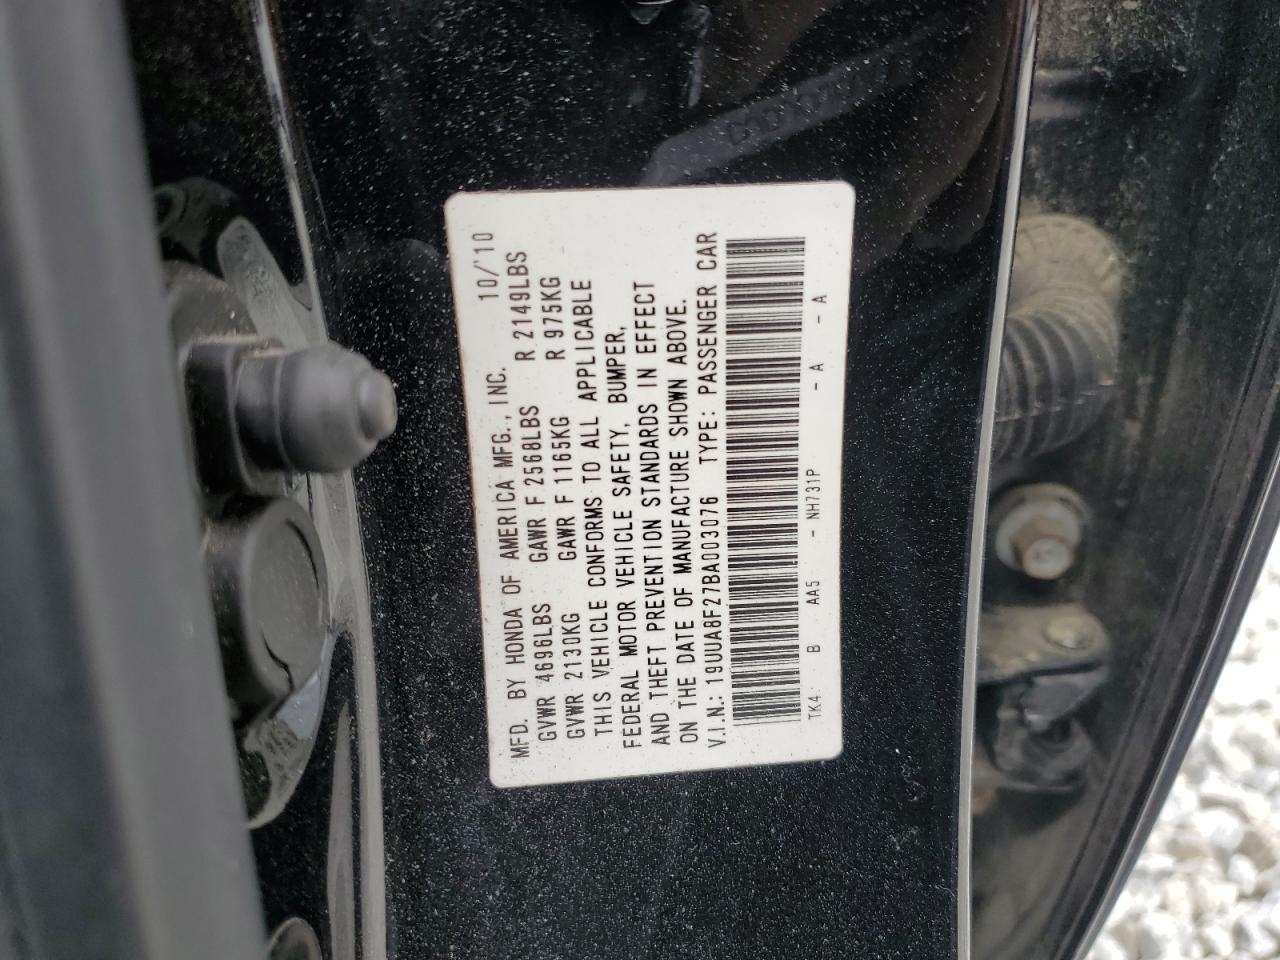 MFD. BY HONDA OF AMERICA MFG., INC. 10/'10
GVWR 4696LBS GAWR F 2568LBS R 2149LBS
GVWR 2130KG GAWR F 1165KG R 975KG
THIS VEHICLE CONFORMS TO ALL APPLICABLE
FEDERAL MOTOR VEHICLE SAFETY, BUMPER,
AND THEFT PREVENTION STANDARDS IN EFFECT
ON THE DATE OF MANUFACTURE SHOWN ABOVE.
V.I.N.: 19UUA8F27BA003076 TYPE: PASSENGER CAR
TK4: B AA5 - NH731P - A - A